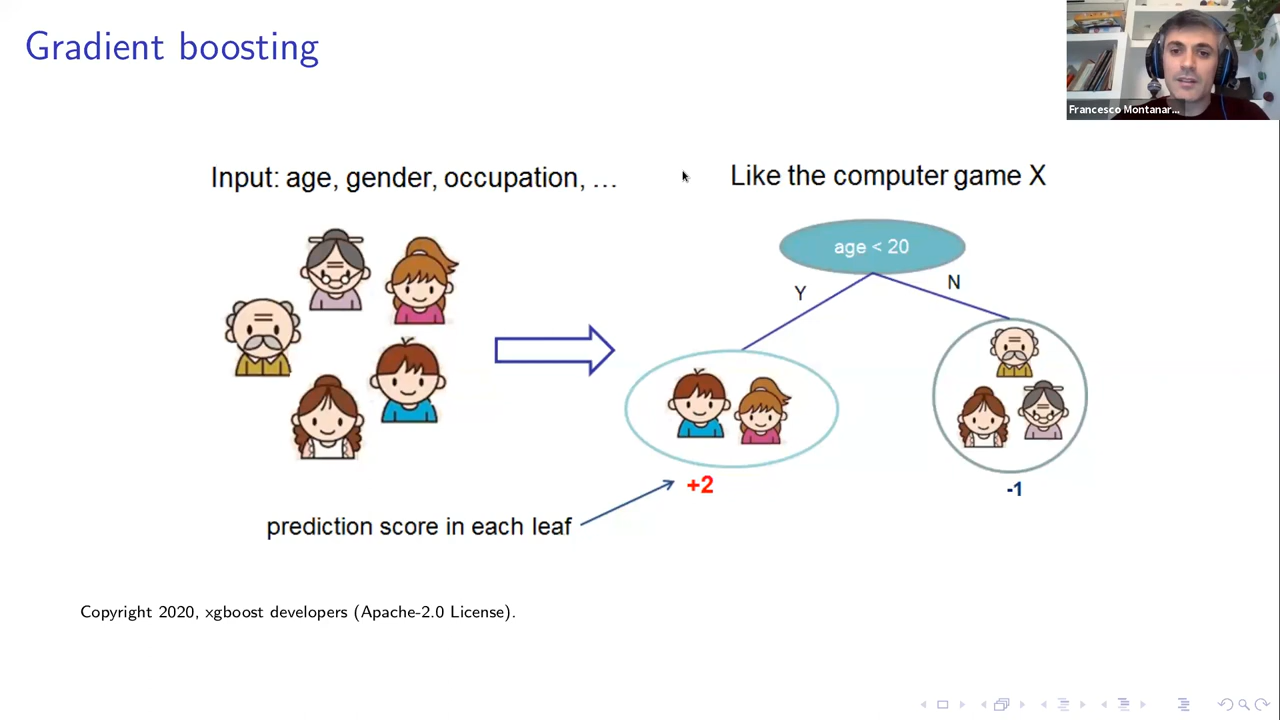 Gradient boosting
Francesco Montanar...
Input: age, gender, occupation, ...
Like the computer game X
age < 20
Y
N
+2
-1
prediction score in each leaf
Copyright 2020, xgboost developers (Apache-2.0 License).